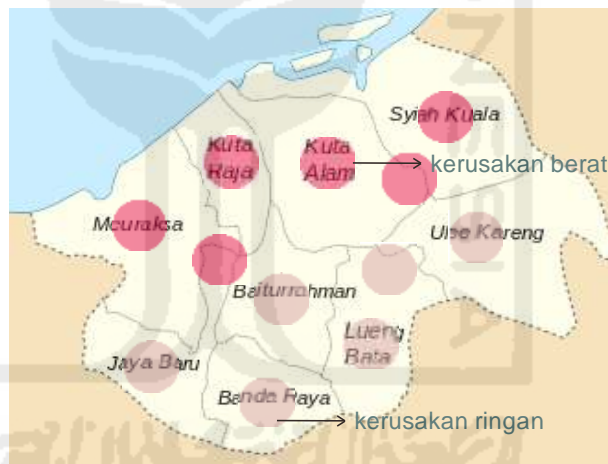 Syiah Kuala
Kuta
Raja
Kuta
Alam
kerusakan berat
Meuraksa
Ulee Kareng
Baiturrahman
Lueng
Bata
Jaya Baru
Banda Raya
kerusakan ringan